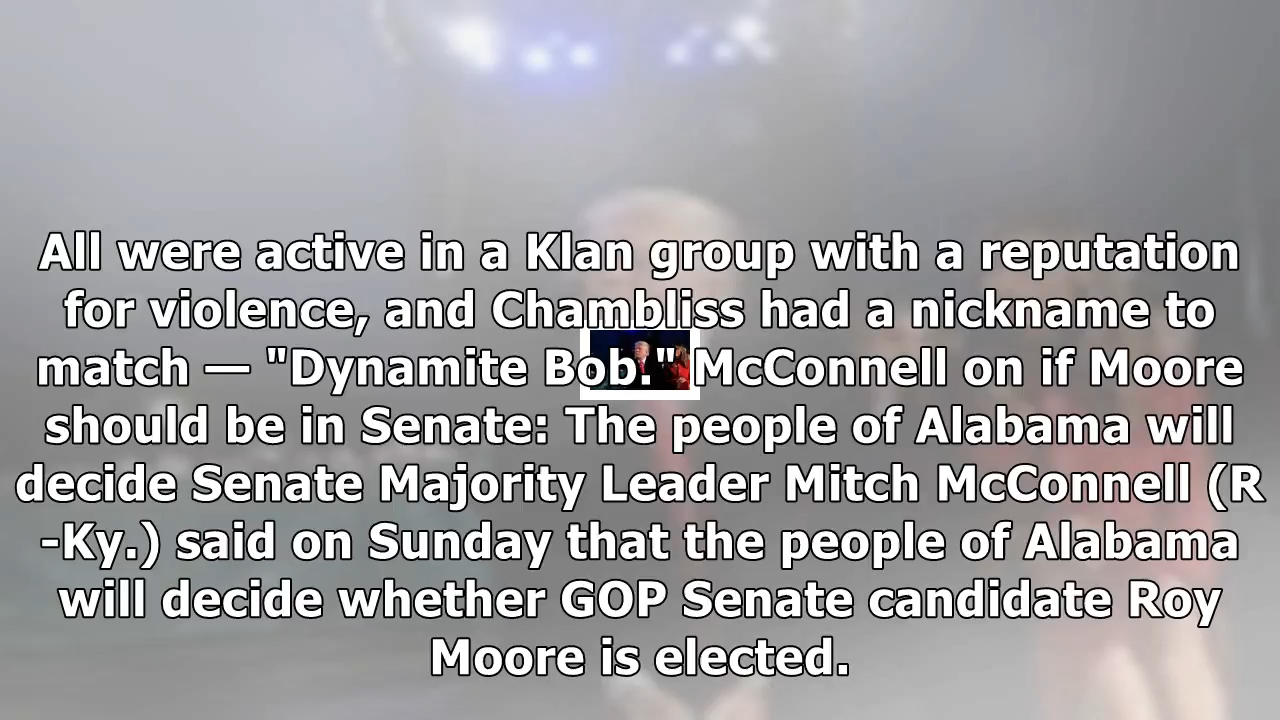 All were active in a Klan group with a reputation
for violence, and Chambliss had a nickname to
match — "Dynamite Bob." McConnell on if Moore
should be in Senate: The people of Alabama will
decide Senate Majority Leader Mitch McConnell (R
-Ky.) said on Sunday that the people of Alabama
will decide whether GOP Senate candidate Roy
Moore is elected.